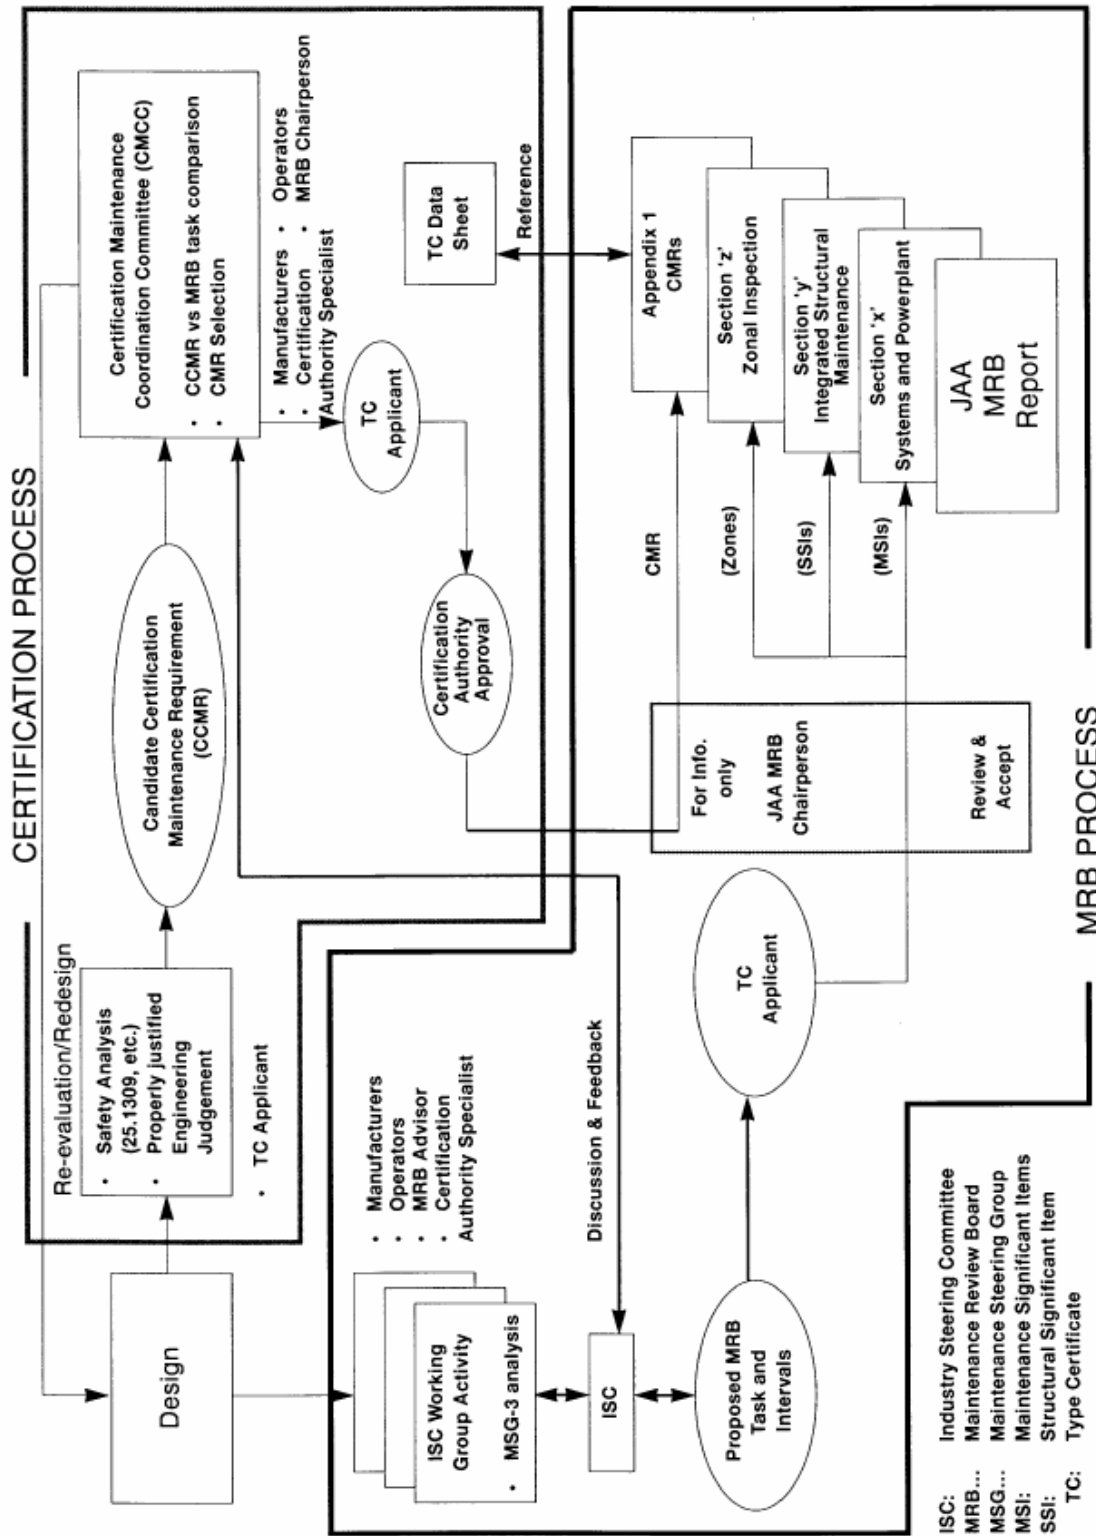 CERTIFICATION PROCESS
Re-evaluation/Redesign
Design
• Safety Analysis
(25.1309, etc.)
• Properly justified
Engineering
Judgement
• TC Applicant
Candidate Certification
Maintenance Requirement
(CCMR)
Certification Maintenance
Coordination Committee (CMCC)
• CCMR vs MRB task comparison
• CMR Selection
• Manufacturers • Operators
• Certification • MRB Chairperson
Authority Specialist
TC
Applicant
Certification
Authority
Approval
TC Data
Sheet
Reference
• Manufacturers
• Operators
• MRB Advisor
• Certification
Authority Specialist
ISC Working
Group Activity
• MSG-3 analysis
Discussion & Feedback
ISC
Proposed MRB
Task and
Intervals
TC
Applicant
For Info.
only
JAA MRB
Chairperson
Review &
Accept
CMR
(Zones)
(SSIs)
(MSIs)
Appendix 1
CMRs
Section 'z'
Zonal Inspection
Section 'y'
Integrated Structural
Maintenance
Section 'x'
Systems and Powerplant
JAA
MRB
Report
MRB PROCESS
ISC: Industry Steering Committee
MRB... Maintenance Review Board
MSG... Maintenance Steering Group
MSI: Maintenance Significant Items
SSI: Structural Significant Item
TC: Type Certificate